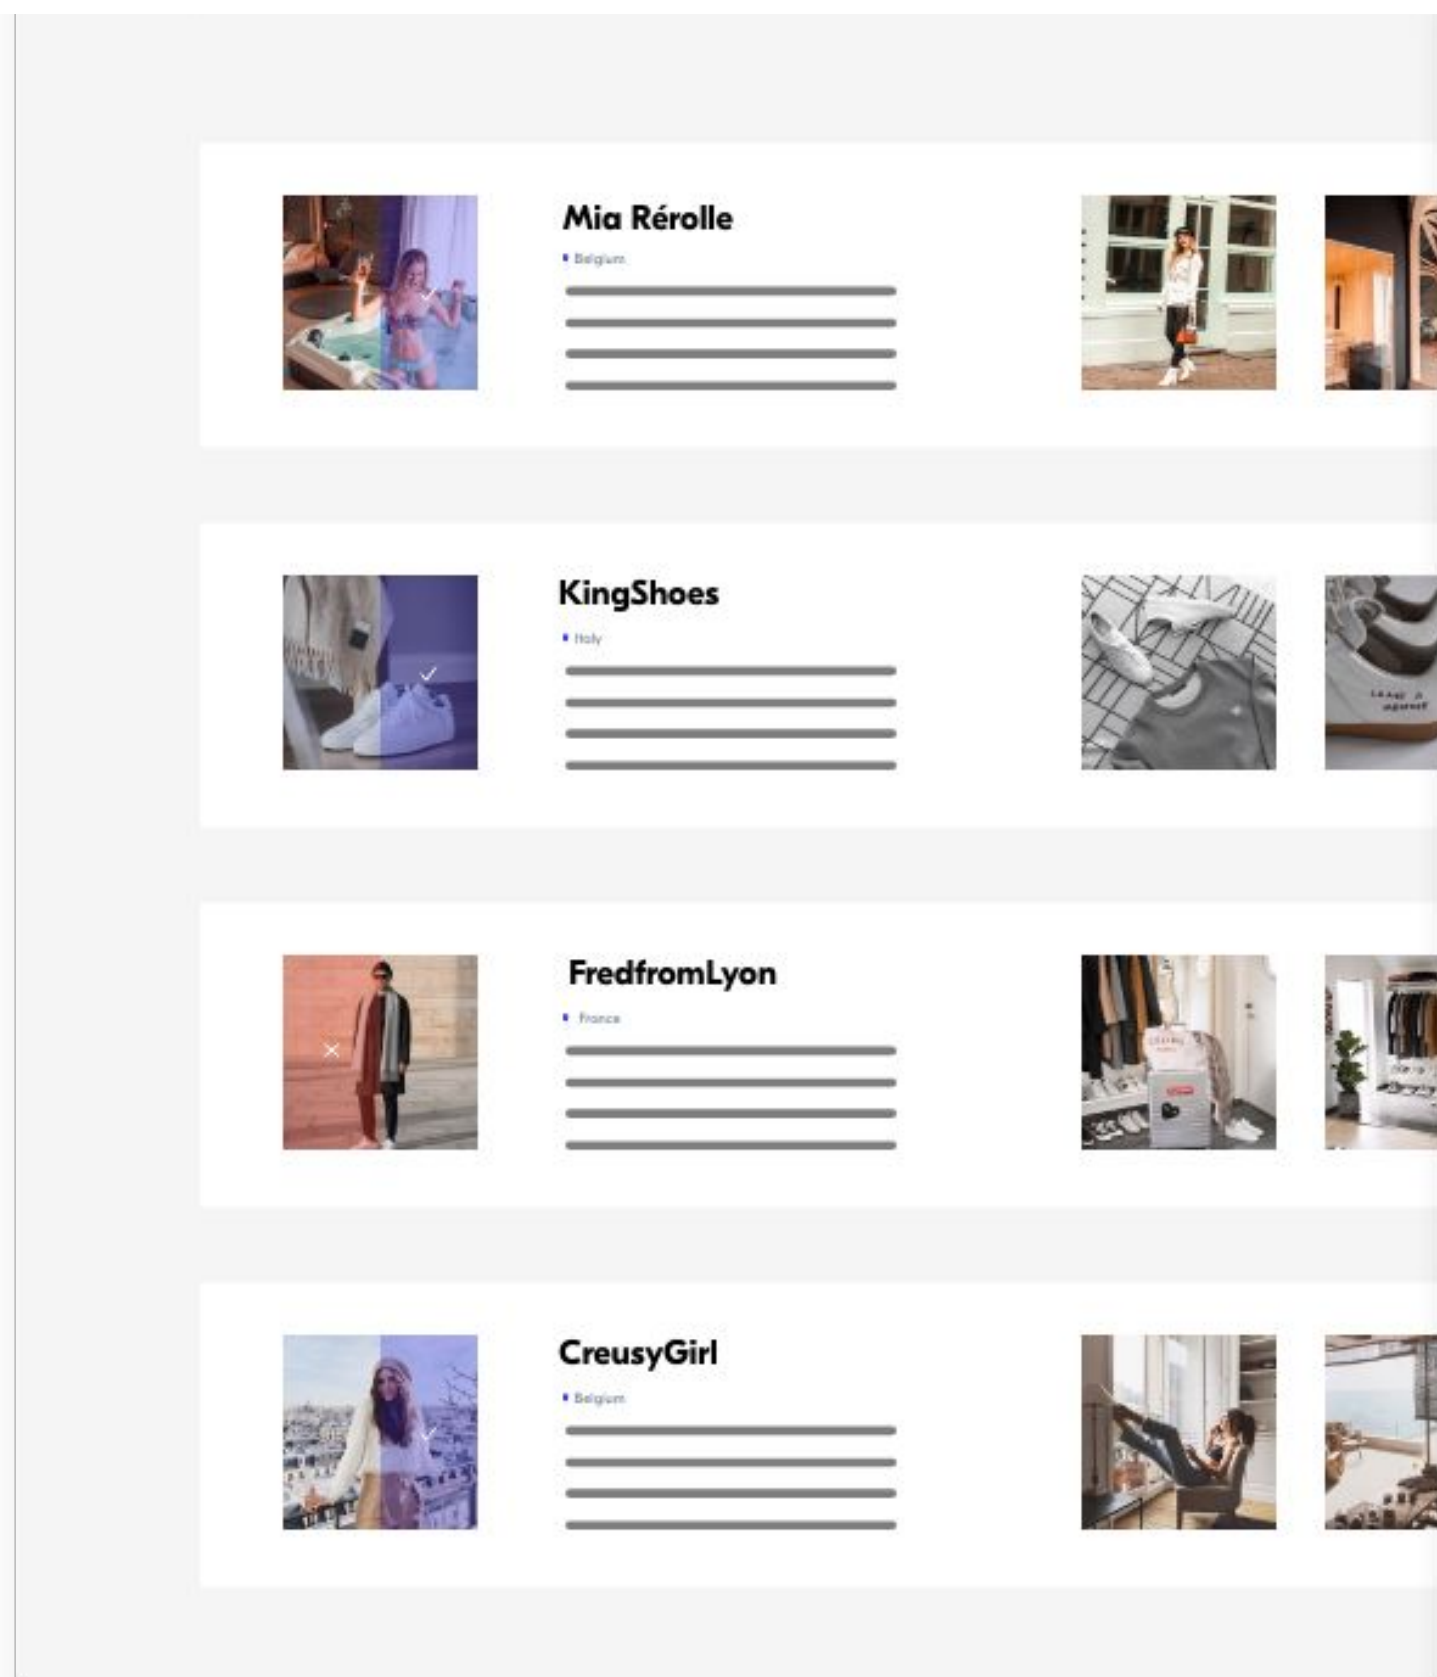 Mia Rérolle
Belgium
KingShoes
Italy
FredfromLyon
France
CreusyGirl
Belgium